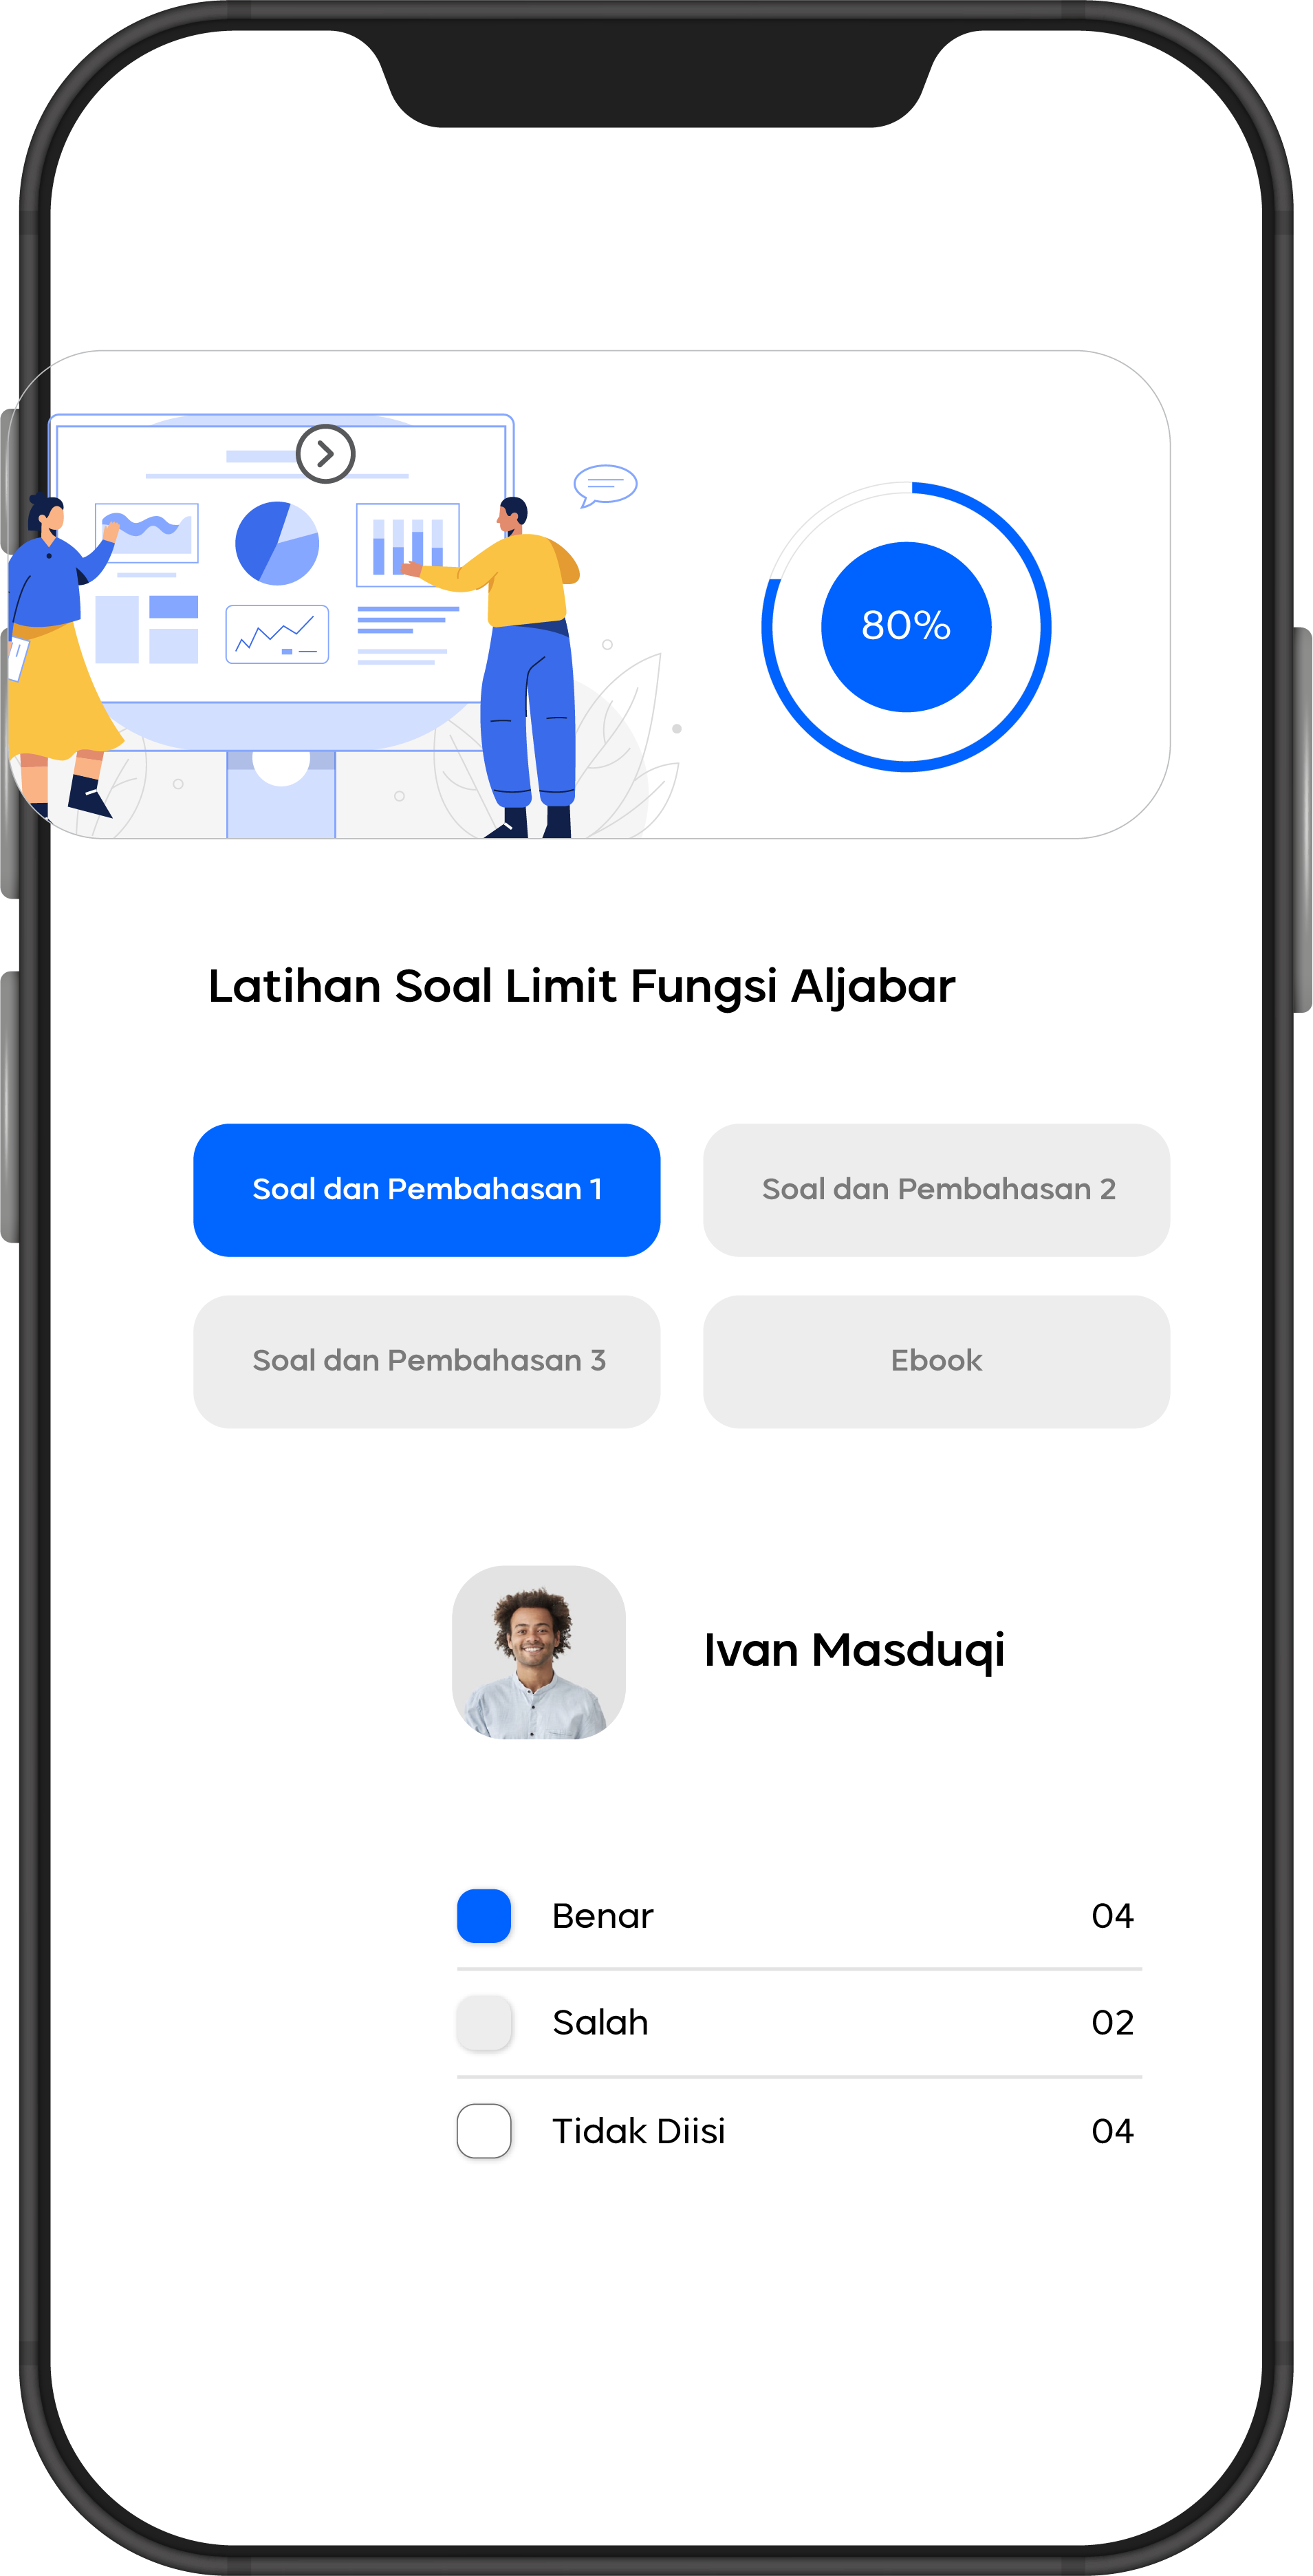 80%
Latihan Soal Limit Fungsi Aljabar
Soal dan Pembahasan 1
Soal dan Pembahasan 2
Soal dan Pembahasan 3
Ebook
Ivan Masduqi
Benar 04
Salah 02
Tidak Diisi 04